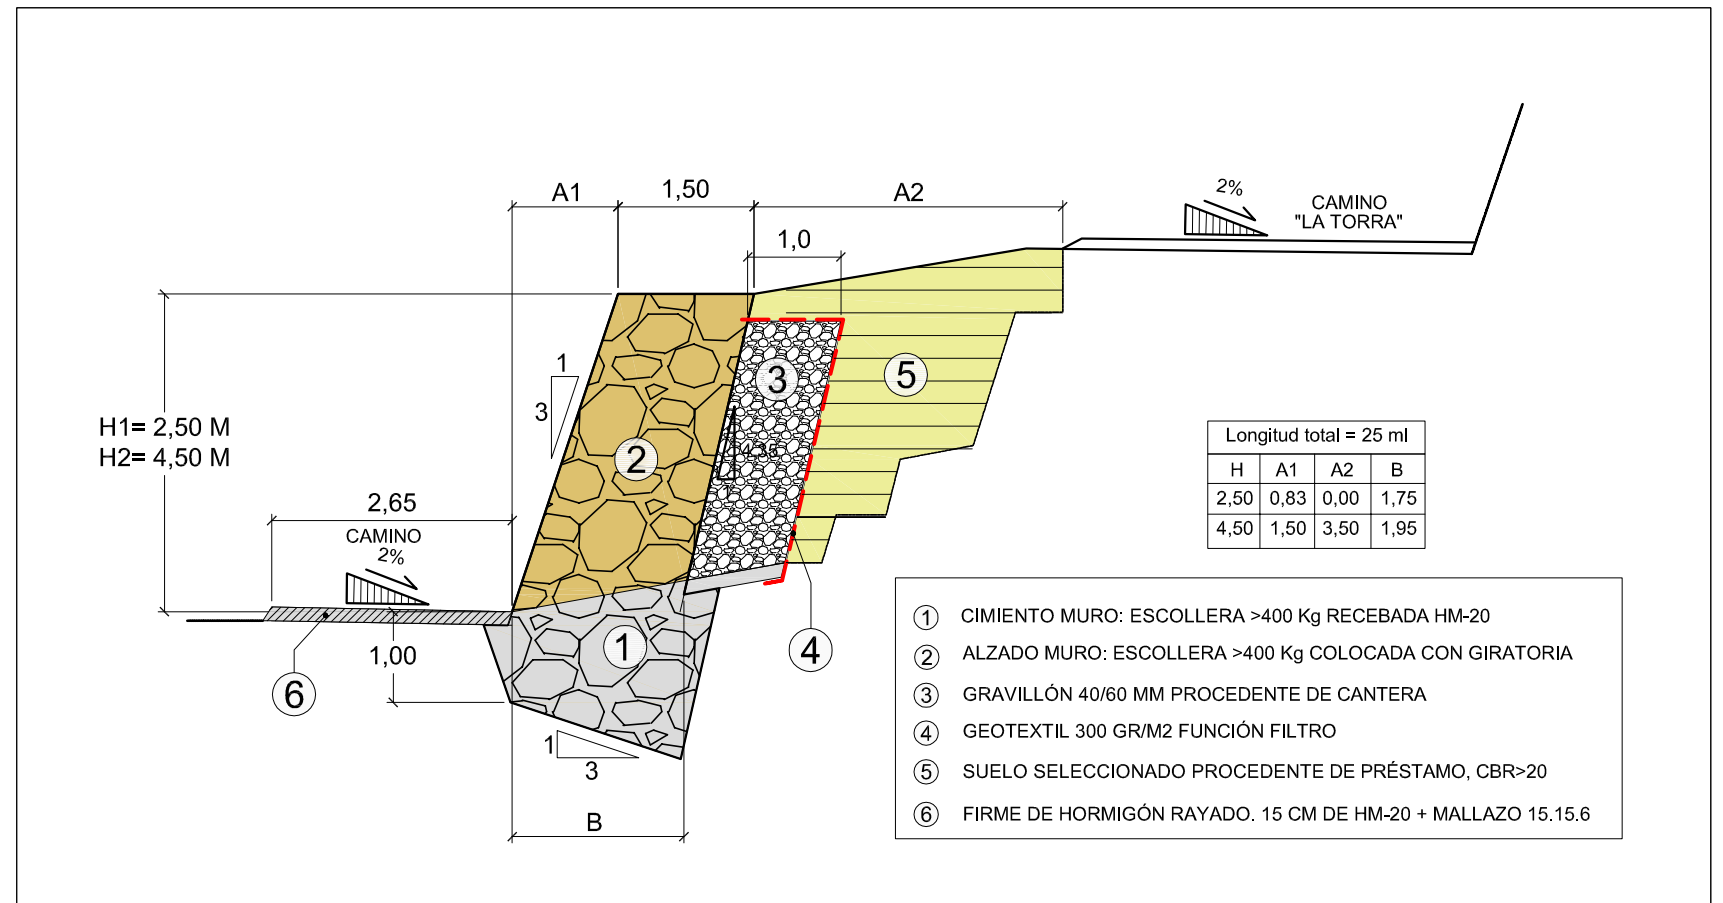 A1
1,50
A2
2%
CAMINO
"LA TORRA"
1,0
1
3
3
5
2
4.35
1
H1= 2,50 M
H2= 4,50 M
2,65
CAMINO
2%
1,00
6
1
4
1
3
B
Longitud total = 25 ml
H A1 A2 B
2,50 0,83 0,00 1,75
4,50 1,50 3,50 1,95
1 CIMIENTO MURO: ESCOLLERA >400 Kg RECEBADA HM-20
2 ALZADO MURO: ESCOLLERA >400 Kg COLOCADA CON GIRATORIA
3 GRAVILLÓN 40/60 MM PROCEDENTE DE CANTERA
4 GEOTEXTIL 300 GR/M2 FUNCIÓN FILTRO
5 SUELO SELECCIONADO PROCEDENTE DE PRÉSTAMO, CBR>20
6 FIRME DE HORMIGÓN RAYADO. 15 CM DE HM-20 + MALLAZO 15.15.6